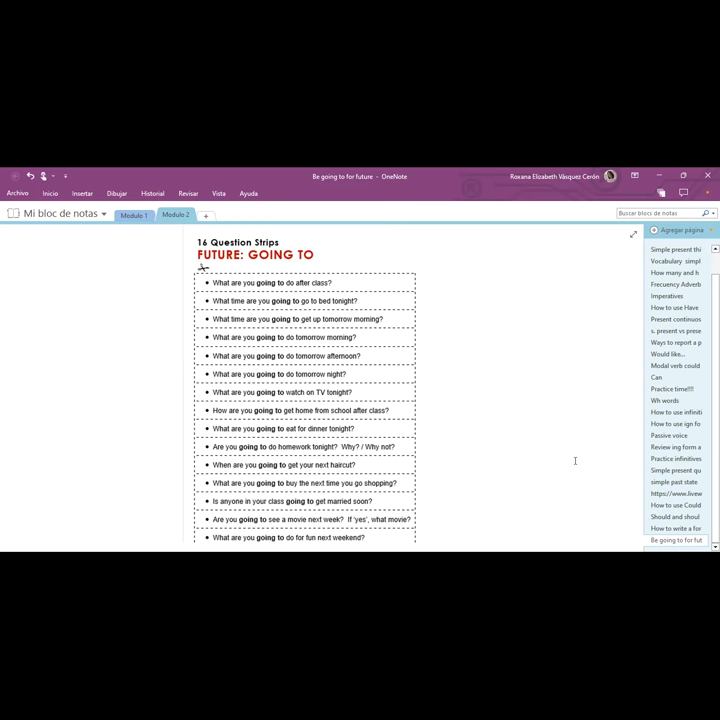 Be going to for future - OneNote
Roxana Elizabeth Vásquez Cerón
Archivo Inicio Insertar Dibujar Historial Revisar Vista Ayuda
Mi bloc de notas Modulo 1 Modulo 2 +
Buscar blocs de notas
16 Question Strips
FUTURE: GOING TO
• What are you going to do after class?
• What time are you going to go to bed tonight?
• What time are you going to get up tomorrow morning?
• What are you going to do tomorrow morning?
• What are you going to do tomorrow afternoon?
• What are you going to do tomorrow night?
• What are you going to watch on TV tonight?
• How are you going to get home from school after class?
• What are you going to eat for dinner tonight?
• Are you going to do homework tonight? Why? / Why not?
• When are you going to get your next haircut?
• What are you going to buy the next time you go shopping?
• Is anyone in your class going to get married soon?
• Are you going to see a movie next week? If 'yes', what movie?
• What are you going to do for fun next weekend?
Agregar página
Simple present thi
Vocabulary simpl
How many and h
Frecuency Adverb
Imperatives
How to use Have
Present continuos
s. present vs prese
Ways to report a p
Would like...
Modal verb could
Can
Practice time!!!!
Wh words
How to use infiniti
How to use ign fo
Passive voice
Review ing form a
Practice infinitives
Simple present qu
simple past state
https://www.livew
How to use Could
Should and shoul
How to write a for
Be going to for fut